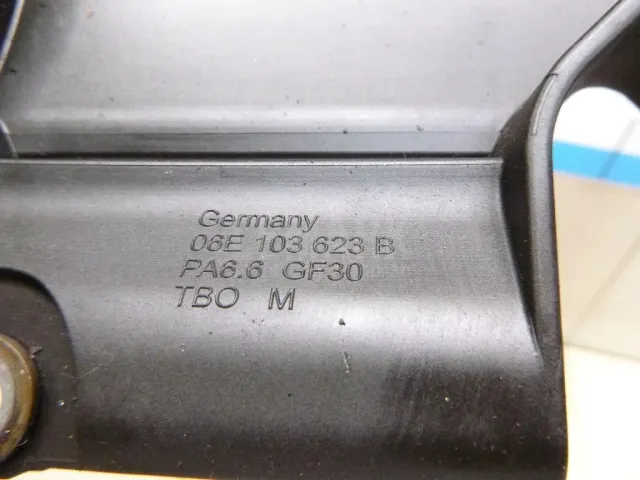 Germany
06E 103 623 B
PA6.6 GF30
TBO M